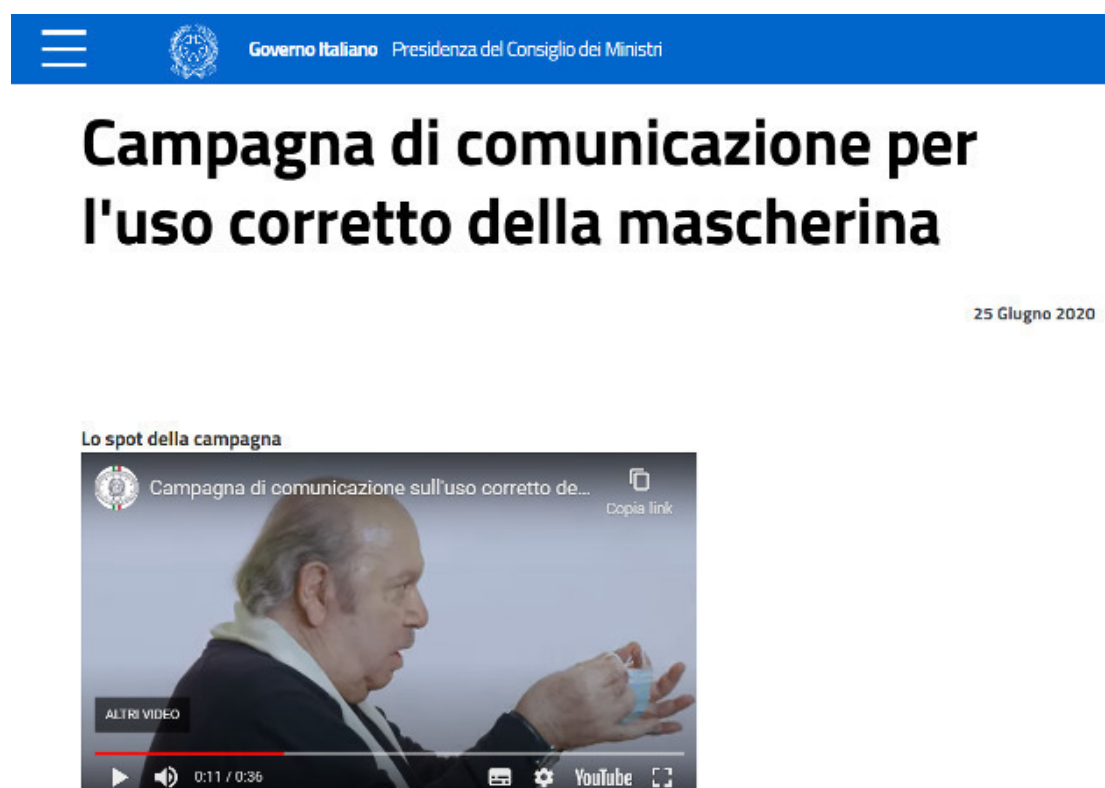 Governo Italiano Presidenza del Consiglio dei Ministri
Campagna di comunicazione per
l'uso corretto della mascherina
25 Giugno 2020
Lo spot della campagna
Campagna di comunicazione sull'uso corretto de...
Copia link
ALTRI VIDEO
0:11 / 0:36
YouTube